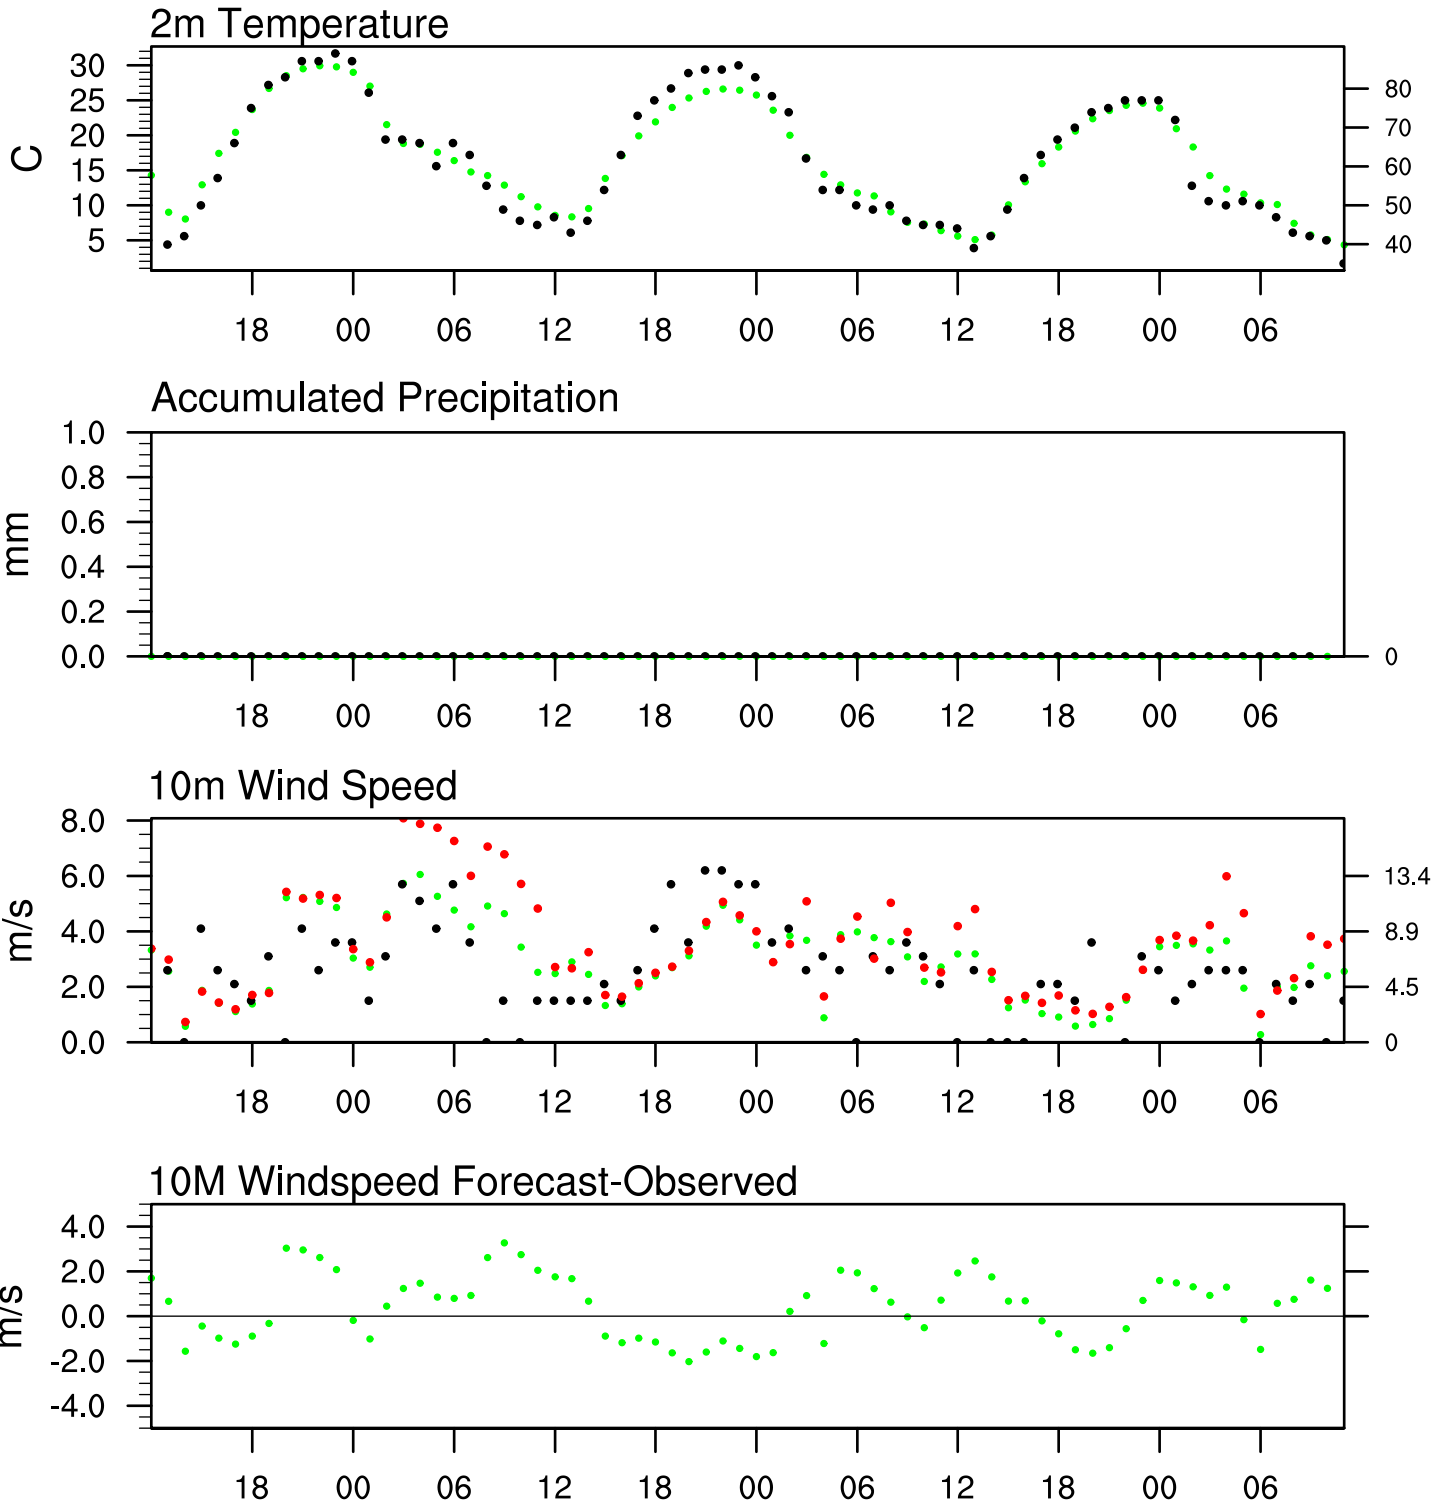 2m Temperature
30
25
20
15
10
5
C
80
70
60
50
40
18 00 06 12 18 00 06 12 18 00 06
Accumulated Precipitation
1.0
0.8
0.6
0.4
0.2
0.0
mm
0
18 00 06 12 18 00 06 12 18 00 06
10m Wind Speed
8.0
6.0
4.0
2.0
0.0
m/s
13.4
8.9
4.5
0
18 00 06 12 18 00 06 12 18 00 06
10M Windspeed Forecast-Observed
4.0
2.0
0.0
-2.0
-4.0
m/s
18 00 06 12 18 00 06 12 18 00 06